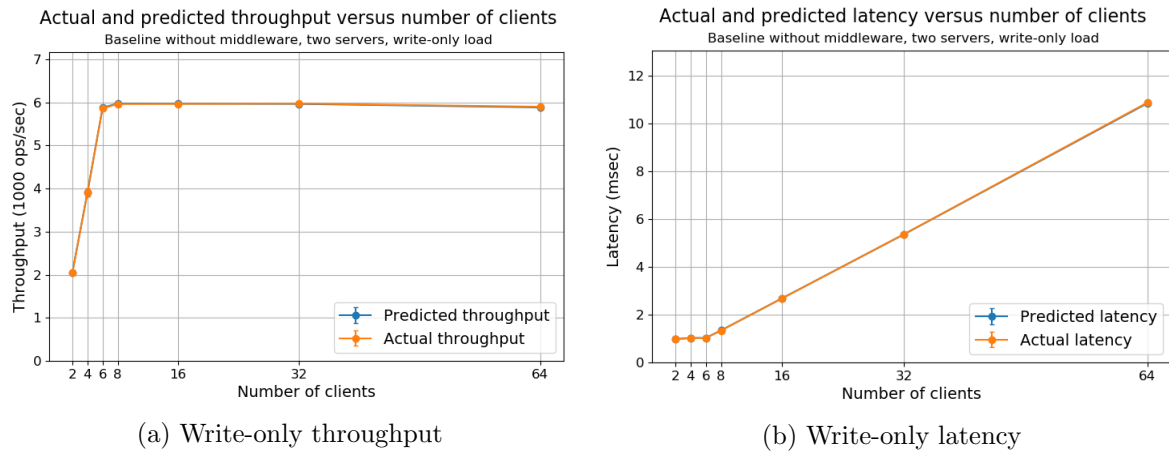 Actual and predicted throughput versus number of clients
Baseline without middleware, two servers, write-only load
7
6
5
4
3
2
1
0
Throughput (1000 ops/sec)
Predicted throughput
Actual throughput
2 4 6 8 16 32 64
Number of clients
(a) Write-only throughput
Actual and predicted latency versus number of clients
Baseline without middleware, two servers, write-only load
12
10
8
6
4
2
0
Latency (msec)
Predicted latency
Actual latency
2 4 6 8 16 32 64
Number of clients
(b) Write-only latency